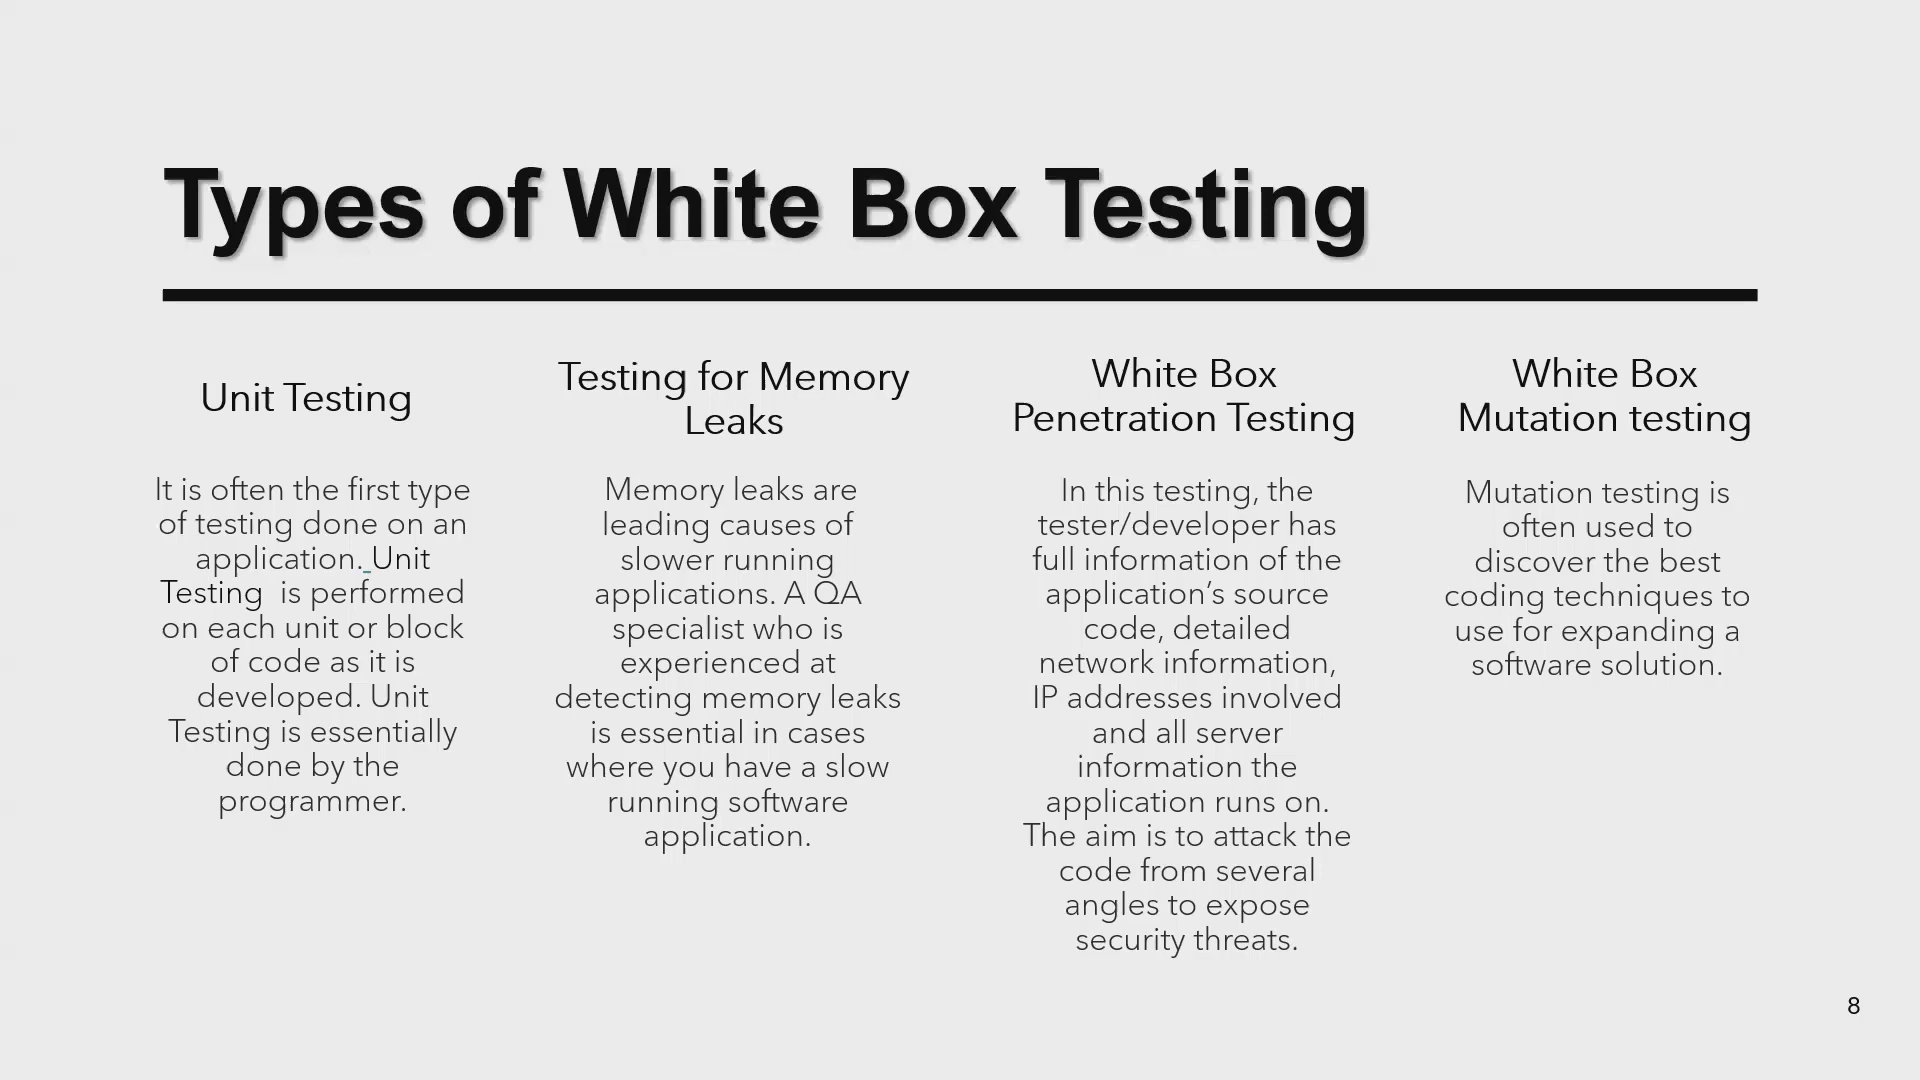 Types of White Box Testing
Unit Testing
It is often the first type
of testing done on an
application. Unit
Testing  is performed
on each unit or block
of code as it is
developed. Unit
Testing is essentially
done by the
programmer.
Testing for Memory
Leaks
Memory leaks are
leading causes of
slower running
applications. A QA
specialist who is
experienced at
detecting memory leaks
is essential in cases
where you have a slow
running software
application.
White Box
Penetration Testing
In this testing, the
tester/developer has
full information of the
application’s source
code, detailed
network information,
IP addresses involved
and all server
information the
application runs on.
The aim is to attack the
code from several
angles to expose
security threats.
White Box
Mutation testing
Mutation testing is
often used to
discover the best
coding techniques to
use for expanding a
software solution.
8